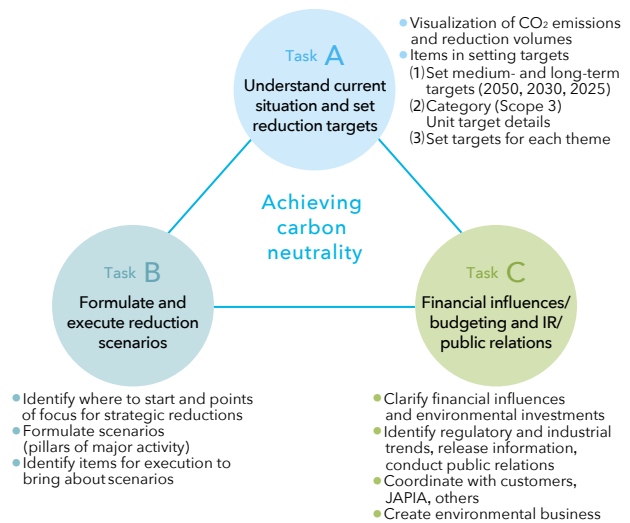 Task A
Understand current
situation and set
reduction targets
• Visualization of CO₂ emissions
and reduction volumes
• Items in setting targets
(1) Set medium- and long-term
targets (2050, 2030, 2025)
(2) Category (Scope 3)
Unit target details
(3) Set targets for each theme
Achieving
carbon
neutrality
Task B
Formulate and
execute reduction
scenarios
• Identify where to start and points
of focus for strategic reductions
• Formulate scenarios
(pillars of major activity)
• Identify items for execution to
bring about scenarios
Task C
Financial influences/
budgeting and IR/
public relations
• Clarify financial influences
and environmental investments
• Identify regulatory and industrial
trends, release information,
conduct public relations
• Coordinate with customers,
JAPIA, others
• Create environmental business